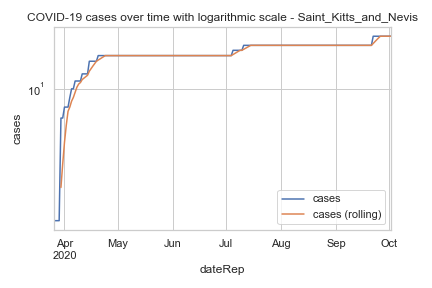 COVID-19 cases over time with logarithmic scale - Saint_Kitts_and_Nevis
10¹
cases
cases
cases (rolling)
Apr May Jun Jul Aug Sep Oct
2020
dateRep